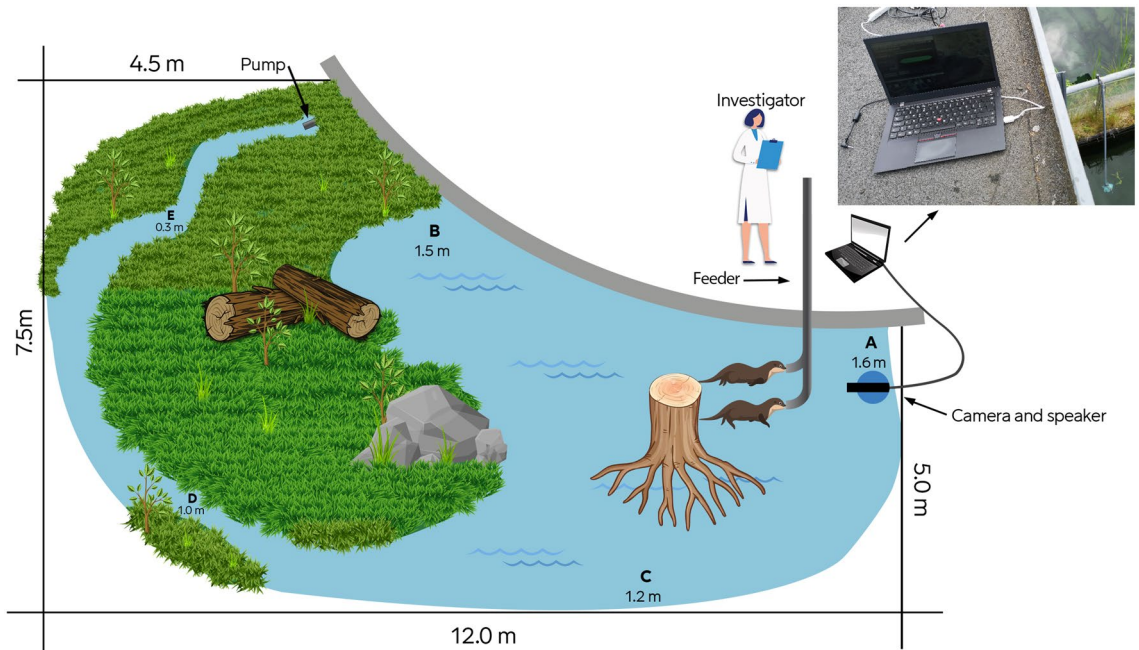 4.5 m
Pump
Investigator
E
0.3 m
B
1.5 m
Feeder
A
1.6 m
7.5m
Camera and speaker
D
1.0 m
5.0 m
C
1.2 m
12.0 m